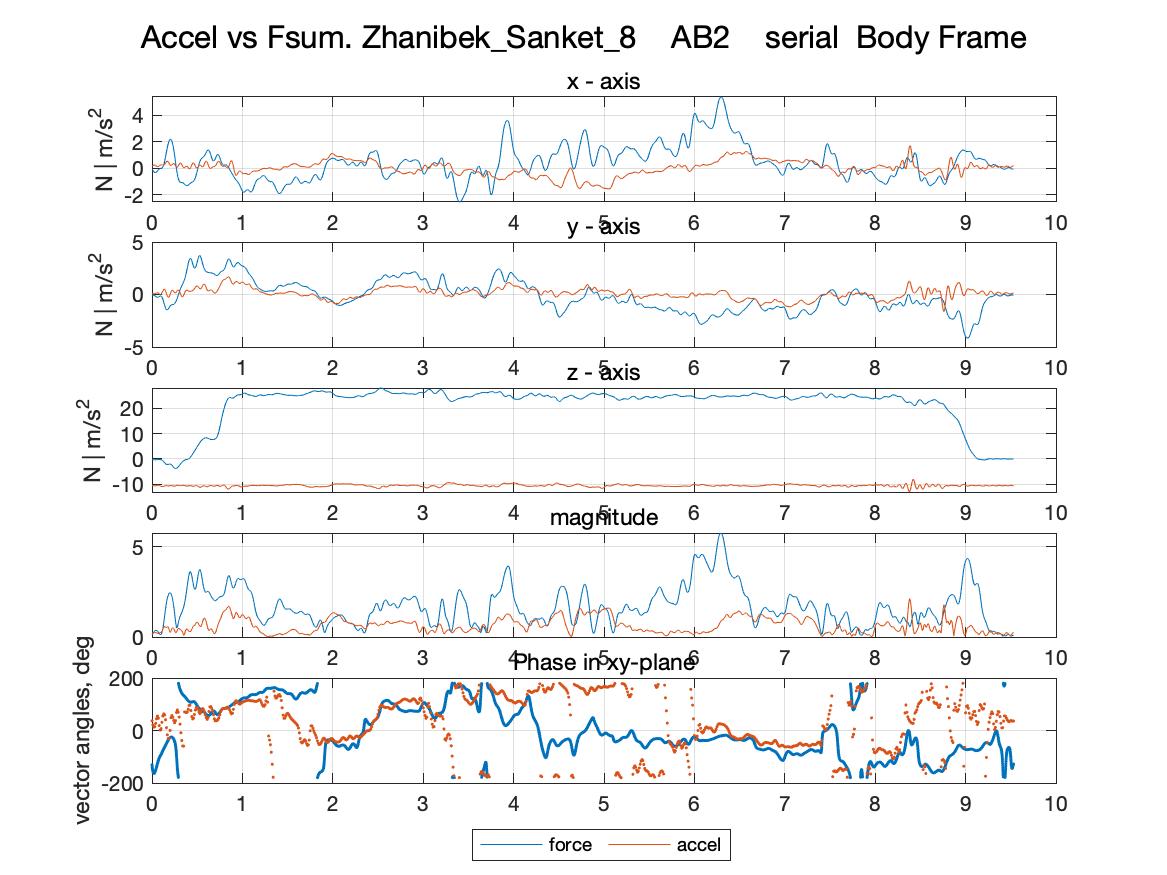 Accel vs Fsum. Zhanibek_Sanket_8 AB2 serial Body Frame
x - axis
N | m/s2
4
2
0
-2
0 1 2 3 4 5 6 7 8 9 10
y - axis
N | m/s2
5
0
-5
0 1 2 3 4 5 6 7 8 9 10
z - axis
N | m/s2
20
10
0
-10
0 1 2 3 4 5 6 7 8 9 10
magnitude
5
0
0 1 2 3 4 5 6 7 8 9 10
Phase in xy-plane
vector angles, deg
200
0
-200
0 1 2 3 4 5 6 7 8 9 10
force accel